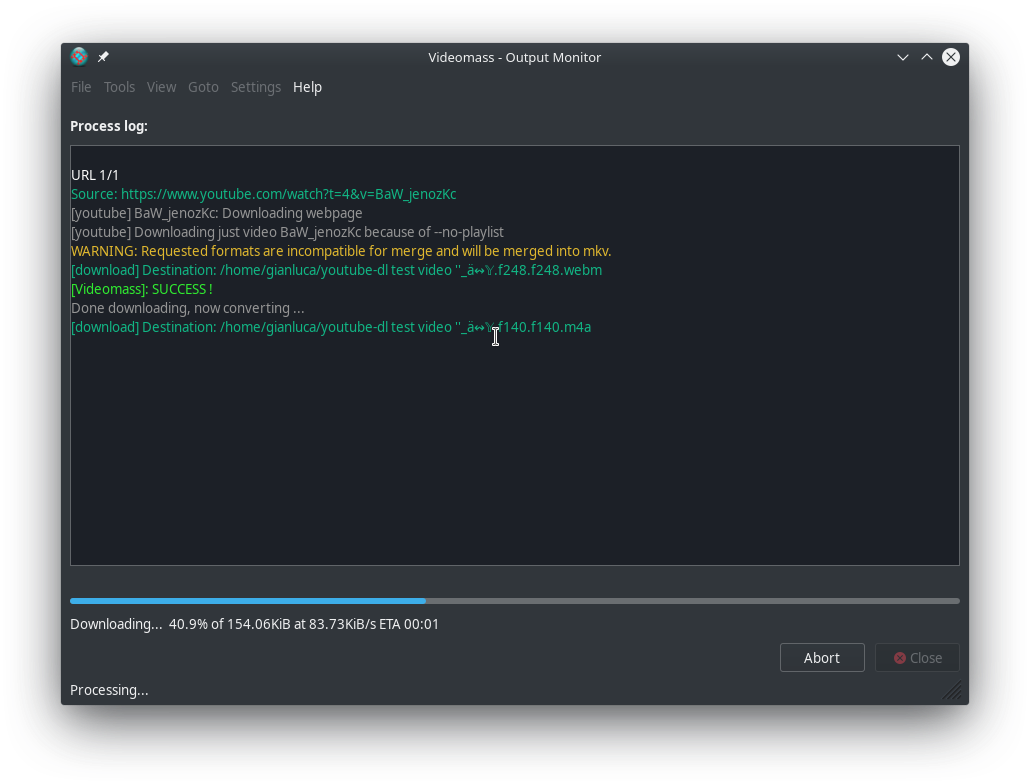 Videomass - Output Monitor
File Tools View Goto Settings Help
Process log:
URL 1/1
Source: https://www.youtube.com/watch?t=4&v=BaW_jenozKc
[youtube] BaW_jenozKc: Downloading webpage
[youtube] Downloading just video BaW_jenozKc because of --no-playlist
WARNING: Requested formats are incompatible for merge and will be merged into mkv.
[download] Destination: /home/gianluca/youtube-dl test video ''_ä↭𝕐.f248.f248.webm
[Videomass]: SUCCESS !
Done downloading, now converting ...
[download] Destination: /home/gianluca/youtube-dl test video ''_ä↭𝕐.f140.f140.m4a
Downloading... 40.9% of 154.06KiB at 83.73KiB/s ETA 00:01
Abort Close
Processing...